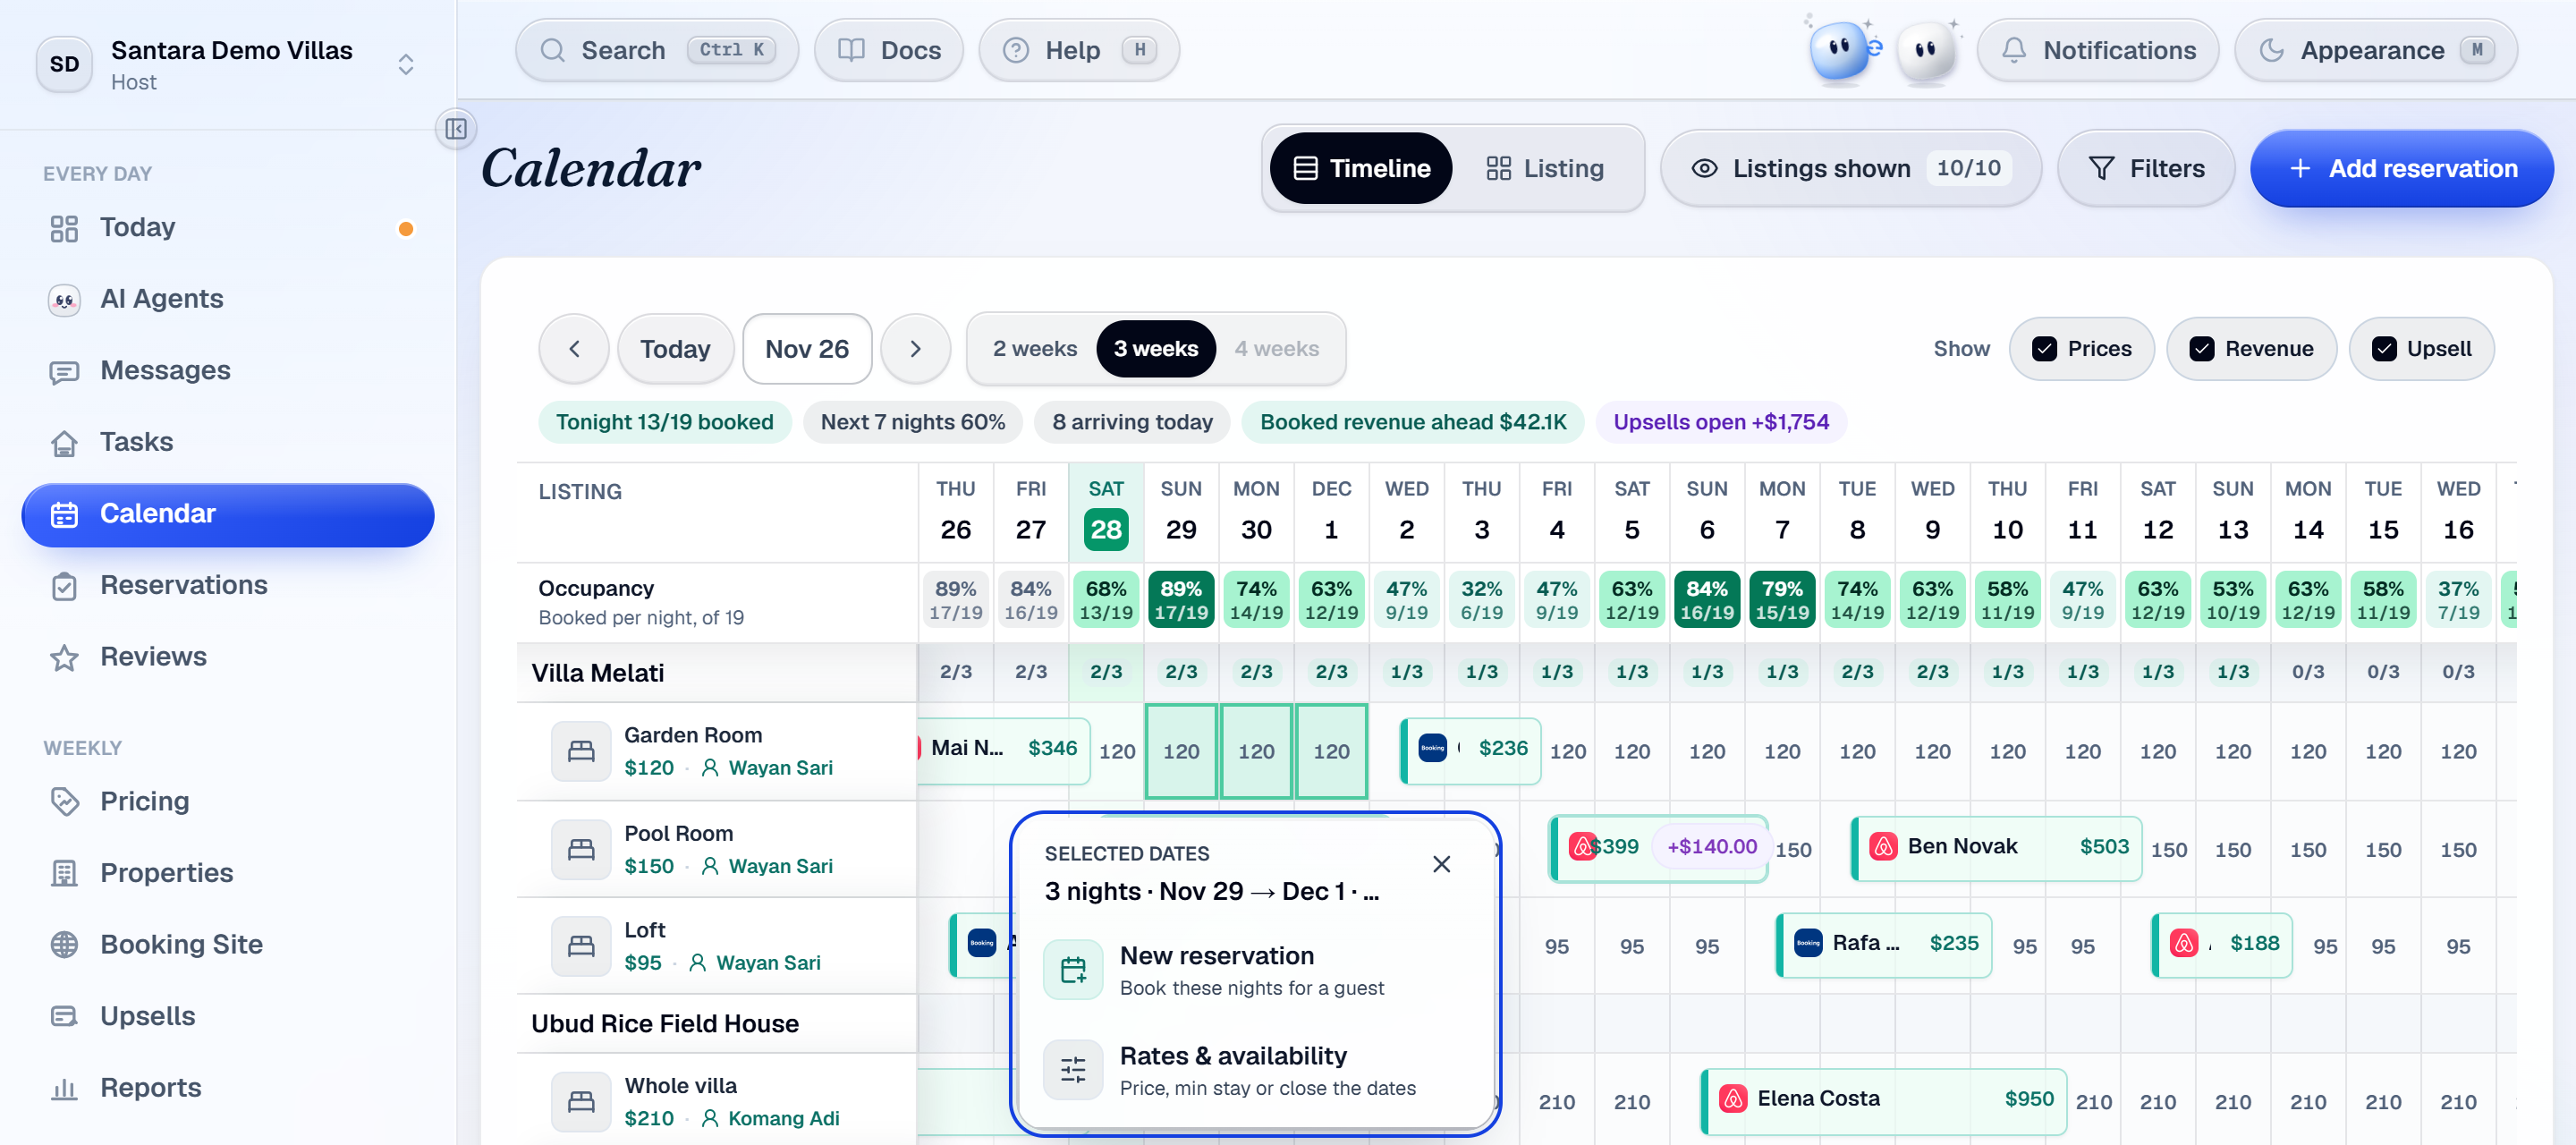 SD
Santara Demo Villas
Host
Search Ctrl K
Docs
Help H
Notifications
Appearance M
EVERY DAY
Today
AI Agents
Messages
Tasks
Calendar
Reservations
Reviews
WEEKLY
Pricing
Properties
Booking Site
Upsells
Reports
Calendar
Timeline
Listing
Listings shown 10/10
Filters
Add reservation
Today
Nov 26
2 weeks
3 weeks
4 weeks
Show
Prices
Revenue
Upsell
Tonight 13/19 booked
Next 7 nights 60%
8 arriving today
Booked revenue ahead $42.1K
Upsells open +$1,754
LISTING
THU FRI SAT SUN MON DEC WED THU FRI SAT SUN MON TUE WED THU FRI SAT SUN MON TUE WED
26 27 28 29 30 1 2 3 4 5 6 7 8 9 10 11 12 13 14 15 16
Occupancy
Booked per night, of 19
89% 84% 68% 89% 74% 63% 47% 32% 47% 63% 84% 79% 74% 63% 58% 47% 63% 53% 63% 58% 37%
17/19 16/19 13/19 17/19 14/19 12/19 9/19 6/19 9/19 12/19 16/19 15/19 14/19 12/19 11/19 9/19 12/19 10/19 12/19 11/19 7/19
Villa Melati
2/3 2/3 2/3 2/3 2/3 2/3 1/3 1/3 1/3 1/3 1/3 1/3 2/3 2/3 1/3 1/3 1/3 1/3 0/3 0/3 0/3
Garden Room
$120 · Wayan Sari
Mai N... $346 120 120 120 120 Booking $236 120 120 120 120 120 120 120 120 120 120 120 120 120
Pool Room
$150 · Wayan Sari
$399 +$140.00 150 Ben Novak $503 150 150 150 150 150
Loft
$95 · Wayan Sari
Booking 95 95 95 Booking Rafa ... $235 95 95 $188 95 95 95
Ubud Rice Field House
Whole villa
$210 · Komang Adi
210 210 Elena Costa $950 210 210 210 210 210 210
SELECTED DATES
3 nights · Nov 29 → Dec 1 · ...
New reservation
Book these nights for a guest
Rates & availability
Price, min stay or close the dates